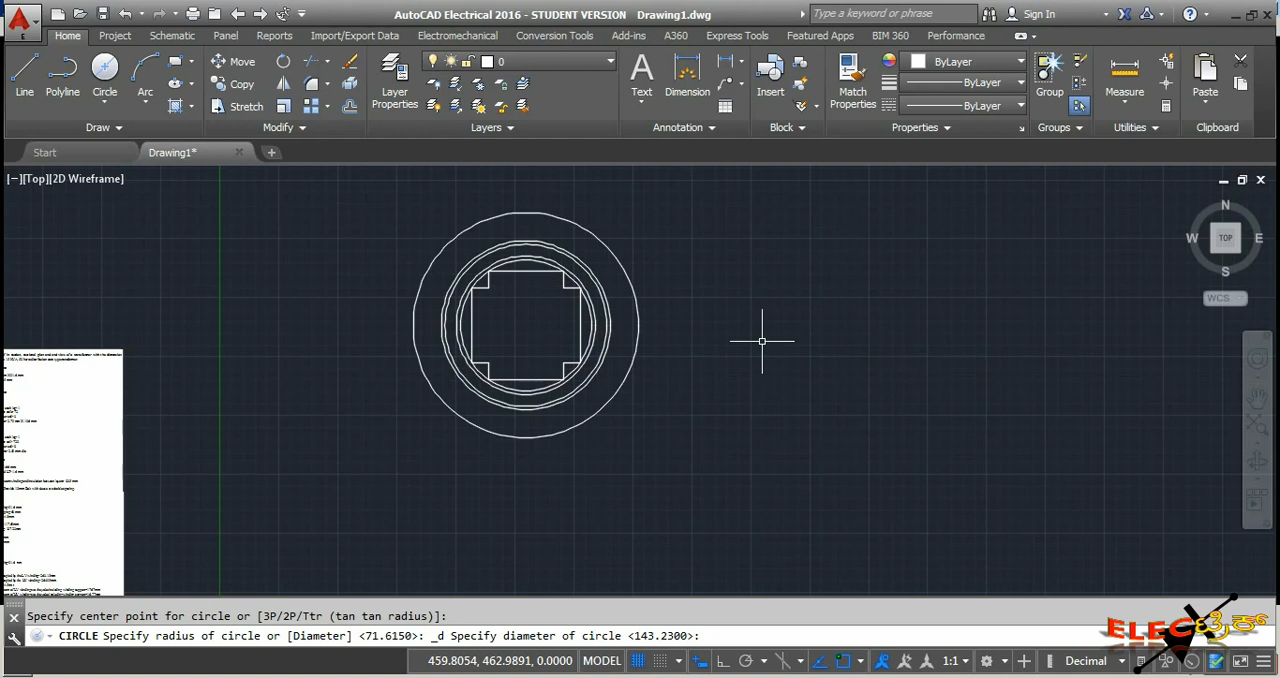 AutoCAD Electrical 2016 - STUDENT VERSION Drawing1.dwg
Type a keyword or phrase
Sign In
Home Project Schematic Panel Reports Import/Export Data Electromechanical Conversion Tools Add-ins A360 Express Tools Featured Apps BIM 360 Performance
E
Line
Polyline
Circle
Arc
Move
Copy
Stretch
Layer
Properties
0
Text
Dimension
Insert
Match
Properties
ByLayer
ByLayer
ByLayer
Group
Measure
Paste
Draw Modify Layers Annotation Block Properties Groups Utilities Clipboard
Start Drawing1*
[−][Top][2D Wireframe]
N
W TOP E
S
WCS
Specify center point for circle or [3P/2P/Ttr (tan tan radius)]:
CIRCLE Specify radius of circle or [Diameter] <71.6150>: _d Specify diameter of circle <143.2300>:
459.8054, 462.9891, 0.0000 MODEL 1:1 Decimal